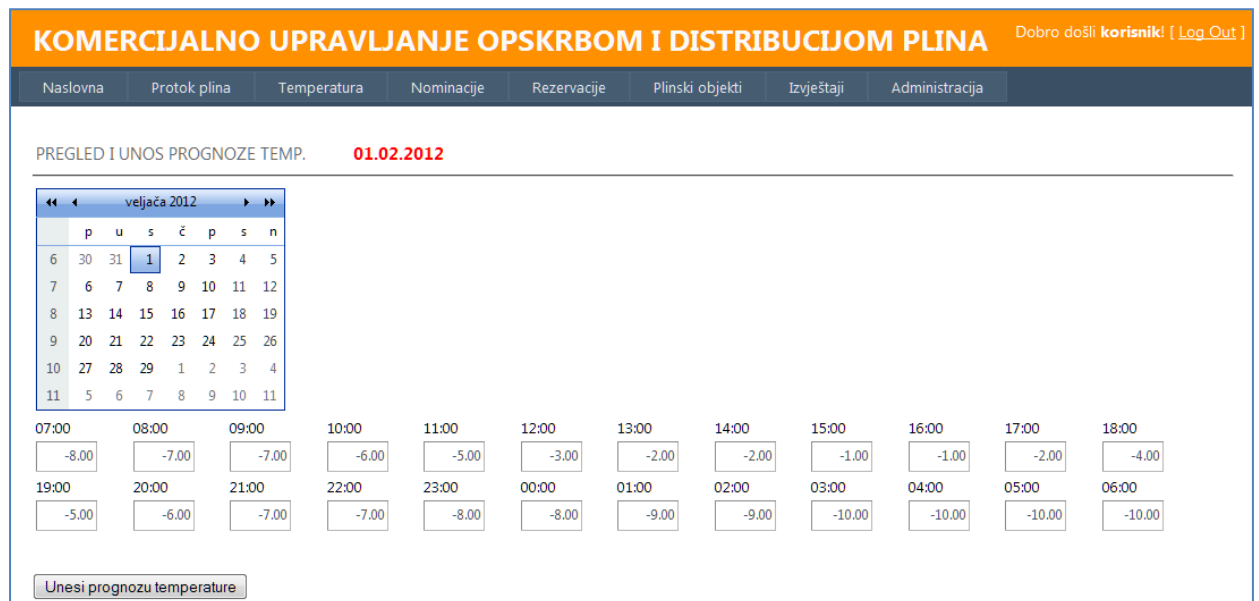 KOMERCIJALNO UPRAVLJANJE OPSKRBOM I DISTRIBUCIJOM PLINA
Dobro došli korisnik! [ Log Out ]
Naslovna Protok plina Temperatura Nominacije Rezervacije Plinski objekti Izvještaji Administracija
PREGLED I UNOS PROGNOZE TEMP. 01.02.2012
veljača 2012
p u s č p s n
6 30 31 1 2 3 4 5
7 6 7 8 9 10 11 12
8 13 14 15 16 17 18 19
9 20 21 22 23 24 25 26
10 27 28 29 1 2 3 4
11 5 6 7 8 9 10 11
07:00 08:00 09:00 10:00 11:00 12:00 13:00 14:00 15:00 16:00 17:00 18:00
-8.00 -7.00 -7.00 -6.00 -5.00 -3.00 -2.00 -2.00 -1.00 -1.00 -2.00 -4.00
19:00 20:00 21:00 22:00 23:00 00:00 01:00 02:00 03:00 04:00 05:00 06:00
-5.00 -6.00 -7.00 -7.00 -8.00 -8.00 -9.00 -9.00 -10.00 -10.00 -10.00 -10.00
Unesi prognozu temperature